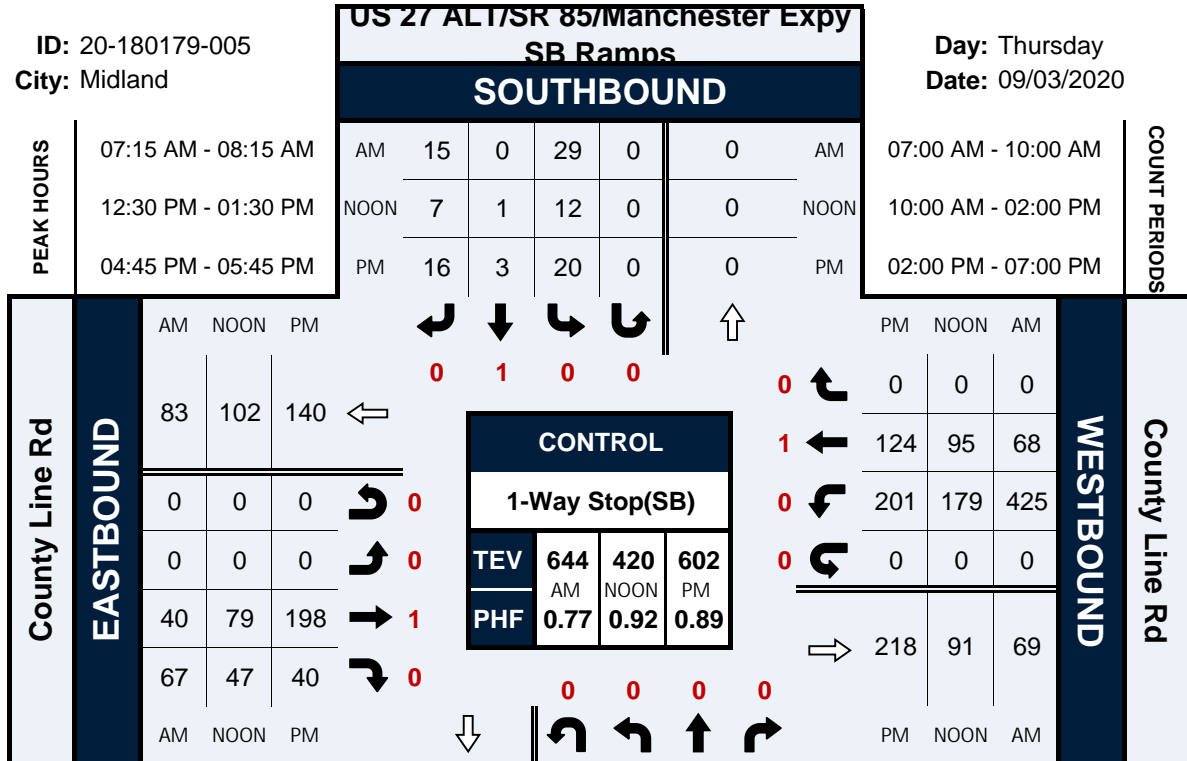 US 27 ALT/SR 85/Manchester Expy
SB Ramps
ID: 20-180179-005
City: Midland
Day: Thursday
Date: 09/03/2020
SOUTHBOUND
PEAK HOURS
07:15 AM - 08:15 AM
12:30 PM - 01:30 PM
04:45 PM - 05:45 PM
AM 15 0 29 0 0 AM
NOON 7 1 12 0 0 NOON
PM 16 3 20 0 0 PM
07:00 AM - 10:00 AM
10:00 AM - 02:00 PM
02:00 PM - 07:00 PM
COUNT PERIODS
0 1 0 0
County Line Rd
EASTBOUND
AM NOON PM
83 102 140
0 0 0 0
0 0 0 0
40 79 198 1
67 47 40 0
AM NOON PM
CONTROL
1-Way Stop(SB)
TEV 644 420 602
AM NOON PM
PHF 0.77 0.92 0.89
0 0 0 0
PM NOON AM
0 0 0 0
1 124 95 68
0 201 179 425
0 0 0 0
218 91 69
PM NOON AM
WESTBOUND
County Line Rd